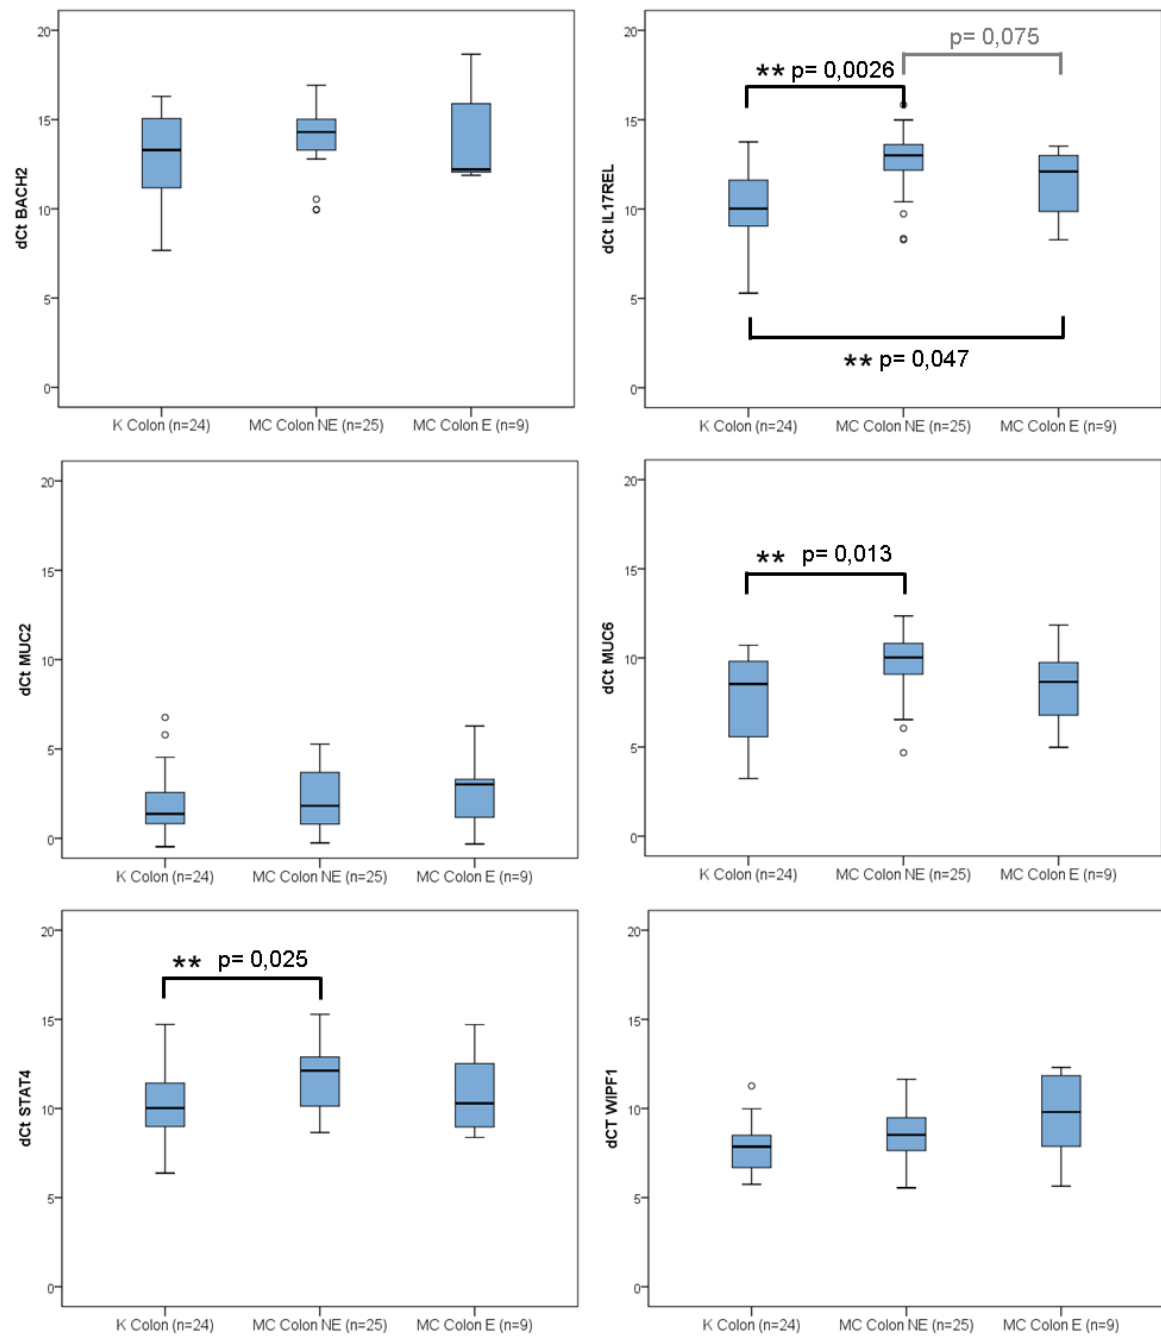 20
15
10
5
0
dCt BACH2
K Colon (n=24)
MC Colon NE (n=25)
MC Colon E (n=9)
20
15
10
5
0
dCt IL17REL
** p= 0,0026
p= 0,075
** p= 0,047
K Colon (n=24)
MC Colon NE (n=25)
MC Colon E (n=9)
20
15
10
5
0
dCt MUC2
K Colon (n=24)
MC Colon NE (n=25)
MC Colon E (n=9)
20
15
10
5
0
dCt MUC6
** p= 0,013
K Colon (n=24)
MC Colon NE (n=25)
MC Colon E (n=9)
20
15
10
5
0
dCt STAT4
** p= 0,025
K Colon (n=24)
MC Colon NE (n=25)
MC Colon E (n=9)
20
15
10
5
0
dCT WIPF1
K Colon (n=24)
MC Colon NE (n=25)
MC Colon E (n=9)